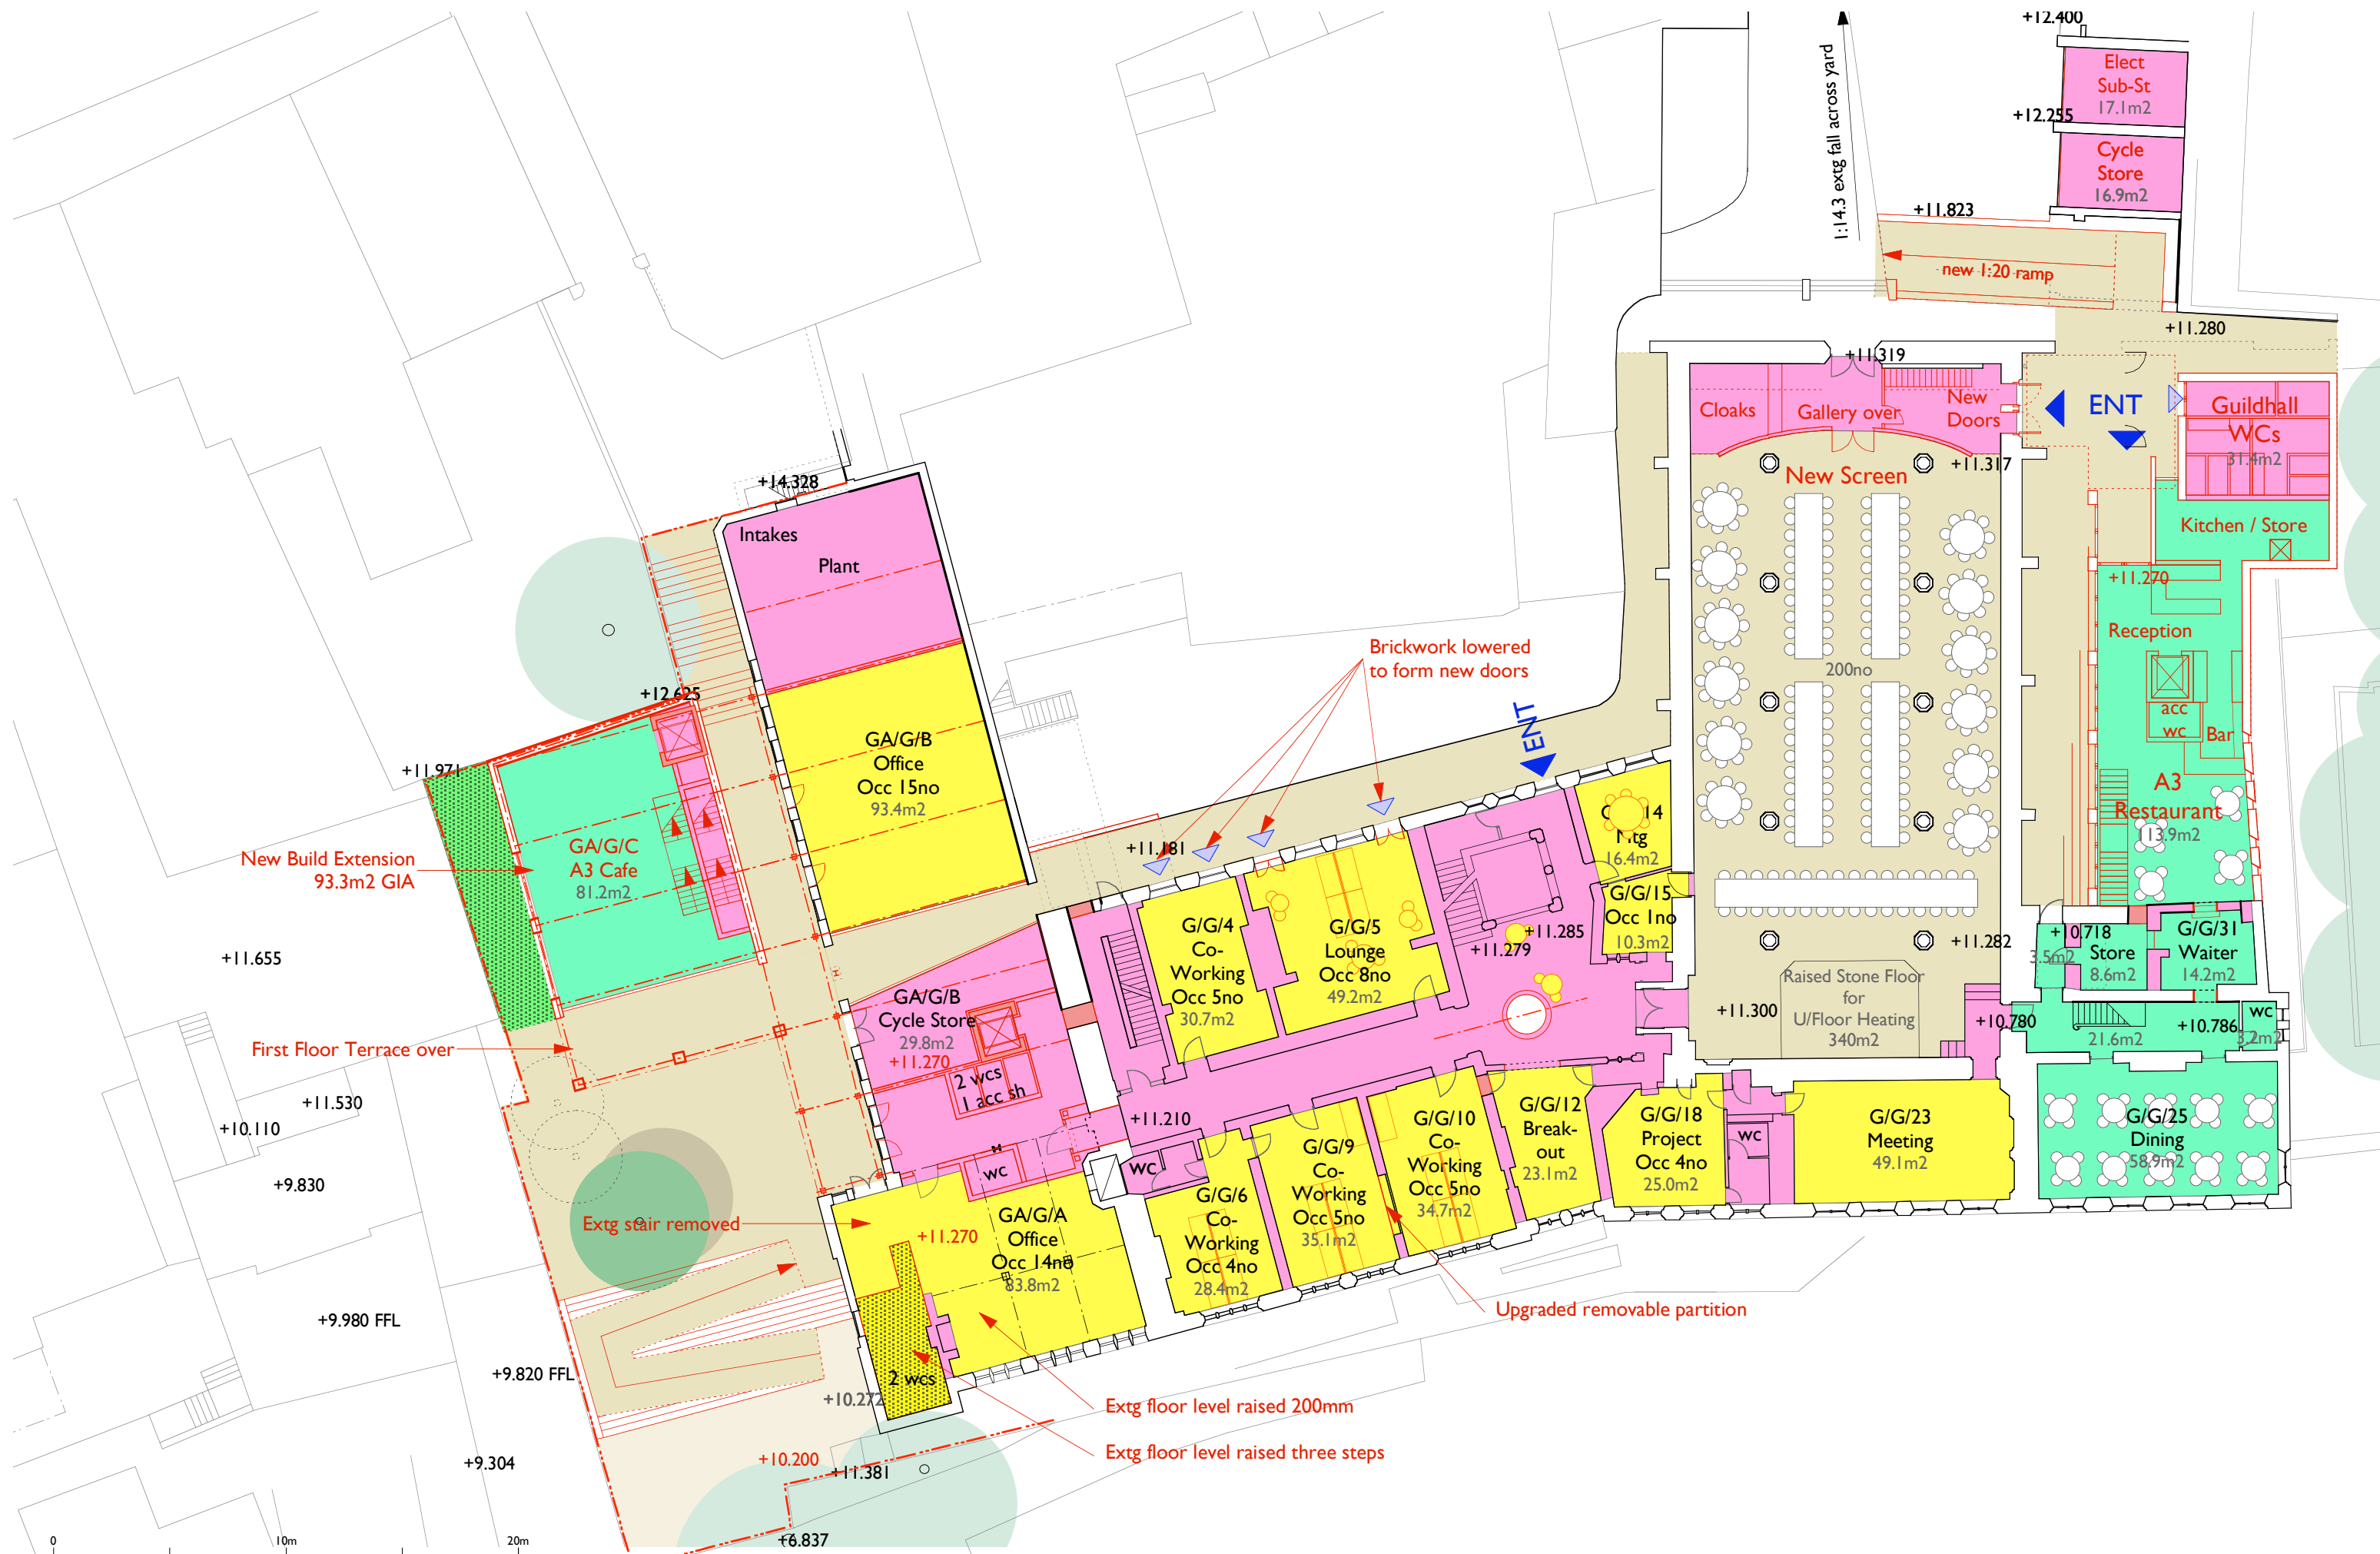 +12.400
Elect
Sub-St
17.1m2
+12.255
Cycle
Store
16.9m2
1:14.3 extg fall across yard
+11.823
new 1:20 ramp
+11.280
+11.319
Cloaks
Gallery over
New
Doors
ENT
Guildhall
WCs
31.4m2
+11.317
New Screen
Kitchen / Store
+11.270
Reception
200no
acc
wc
Bar
A3
Restaurant
113.9m2
+14.328
Intakes
Plant
+12.625
+11.971
GA/G/B
Office
Occ 15no
93.4m2
Brickwork lowered
to form new doors
ENT
New Build Extension
93.3m2 GIA
GA/G/C
A3 Cafe
81.2m2
+11.181
Mtg
16.4m2
G/G/15
Occ 1no
10.3m2
G/G/4
Co-
Working
Occ 5no
30.7m2
G/G/5
Lounge
Occ 8no
49.2m2
+11.285
+11.279
+11.282
+10.718
3.5m2
Store
8.6m2
G/G/31
Waiter
14.2m2
+11.655
Raised Stone Floor
for
U/Floor Heating
340m2
+11.300
+10.780
+10.786
wc
3.2m2
21.6m2
GA/G/B
Cycle Store
29.8m2
+11.270
2 wcs
1 acc sh
First Floor Terrace over
+11.530
+10.110
+9.830
+11.210
wc
WC
G/G/6
Co-
Working
Occ 4no
28.4m2
G/G/9
Co-
Working
Occ 5no
35.1m2
G/G/10
Co-
Working
Occ 5no
34.7m2
G/G/12
Break-
out
23.1m2
G/G/18
Project
Occ 4no
25.0m2
wc
G/G/23
Meeting
49.1m2
G/G/25
Dining
58.9m2
Extg stair removed
+11.270
GA/G/A
Office
Occ 14no
83.8m2
+9.980 FFL
+9.820 FFL
Upgraded removable partition
2 wcs
+10.272
Extg floor level raised 200mm
Extg floor level raised three steps
+9.304
+10.200
+11.381
+6.837
0
10m
20m